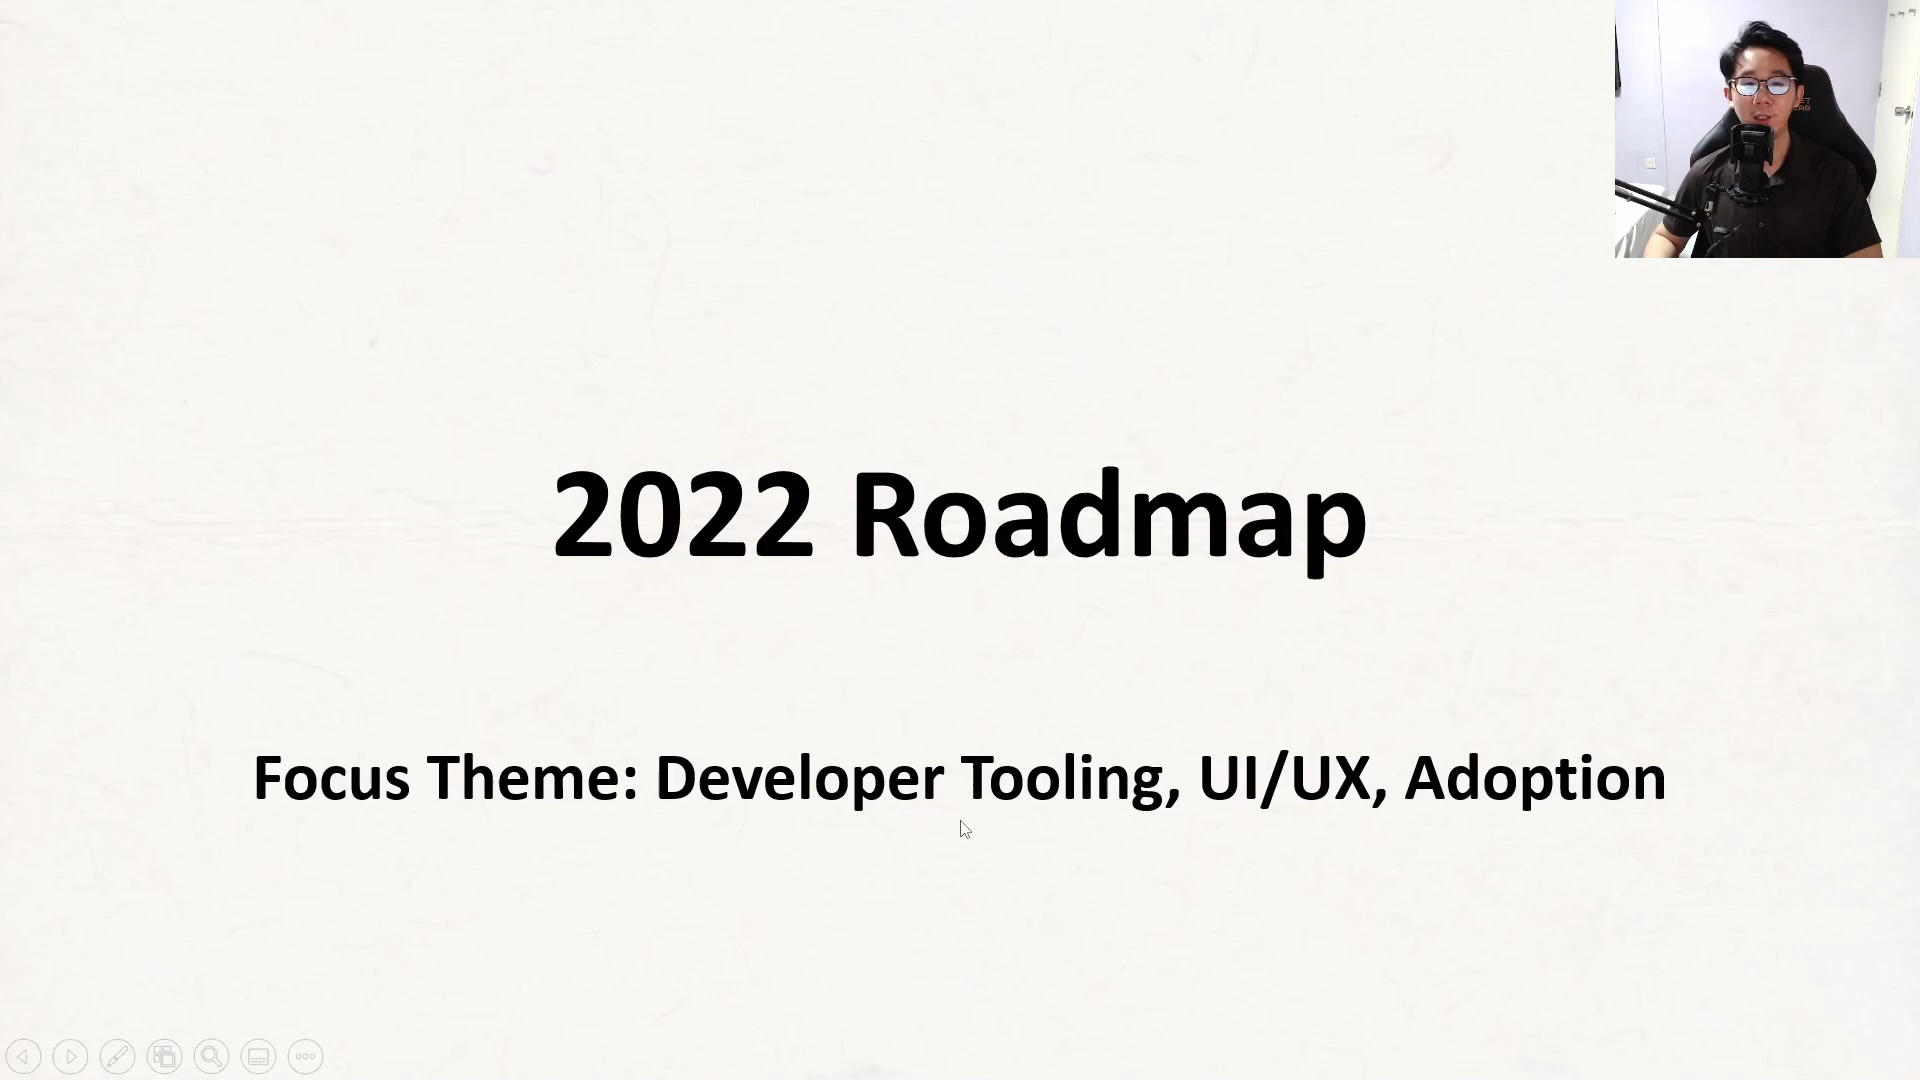 2022 Roadmap
Focus Theme: Developer Tooling, UI/UX, Adoption